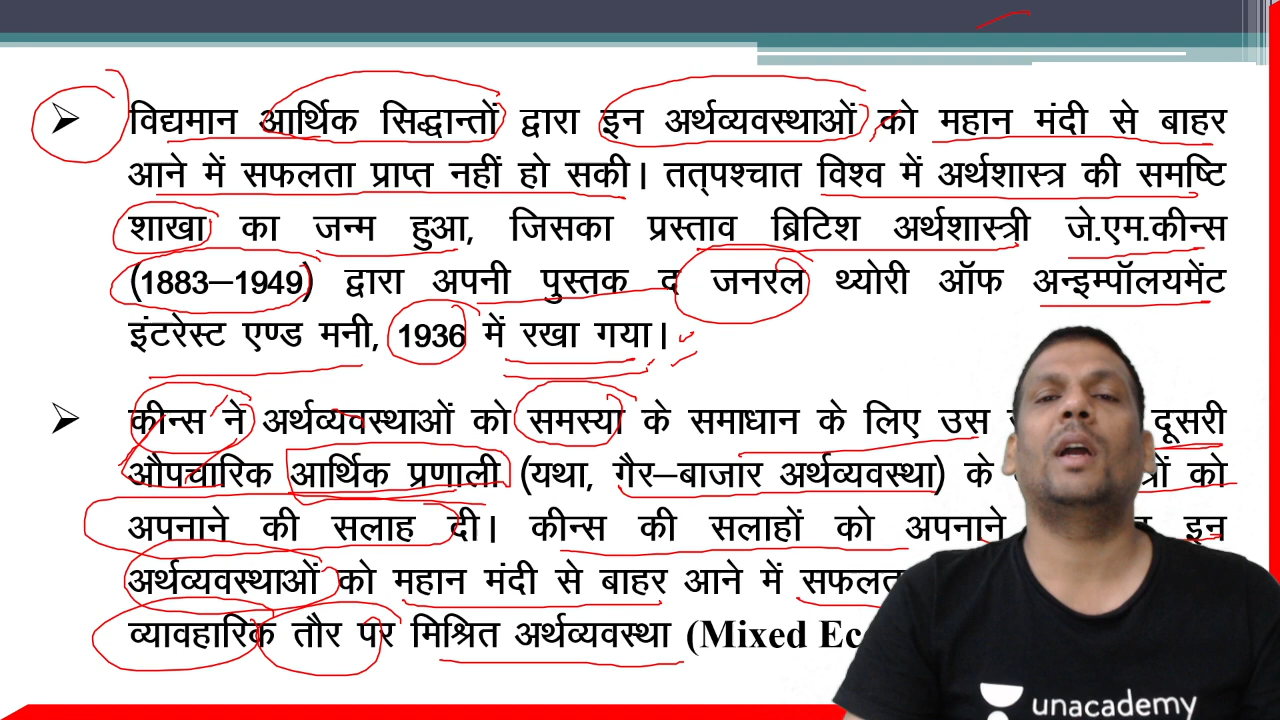 ➢ विद्यमान आर्थिक सिद्धान्तों द्वारा इन अर्थव्यवस्थाओं को महान मंदी से बाहर
आने में सफलता प्राप्त नहीं हो सकी। तत्पश्चात विश्व में अर्थशास्त्र की समष्टि
शाखा का जन्म हुआ, जिसका प्रस्ताव ब्रिटिश अर्थशास्त्री जे.एम.कीन्स
(1883–1949) द्वारा अपनी पुस्तक द जनरल थ्योरी ऑफ अन्इम्पॉलयमेंट
इंटरेस्ट एण्ड मनी, 1936 में रखा गया।
➢ कीन्स ने अर्थव्यवस्थाओं को समस्या के समाधान के लिए उस दूसरी
औपचारिक आर्थिक प्रणाली (यथा, गैर–बाजार अर्थव्यवस्था) के को
अपनाने की सलाह दी। कीन्स की सलाहों को अपनाने इन
अर्थव्यवस्थाओं को महान मंदी से बाहर आने में
व्यावहारिक तौर पर मिश्रित अर्थव्यवस्था (Mixed
unacademy